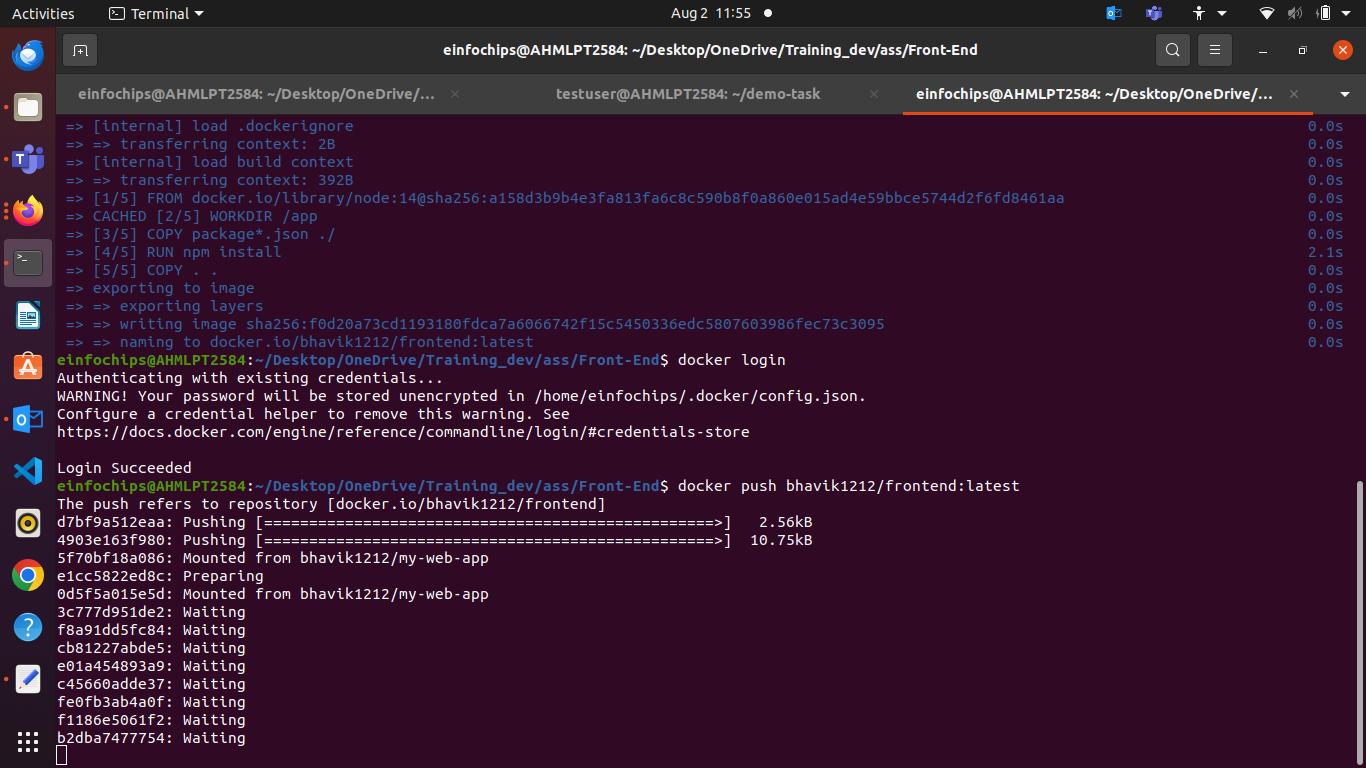 Activities
Terminal
Aug 2 11:55
einfochips@AHMLPT2584: ~/Desktop/OneDrive/Training_dev/ass/Front-End
einfochips@AHMLPT2584: ~/Desktop/OneDrive/...
testuser@AHMLPT2584: ~/demo-task
einfochips@AHMLPT2584: ~/Desktop/OneDrive/...
=> [internal] load .dockerignore 0.0s
=> => transferring context: 2B 0.0s
=> [internal] load build context 0.0s
=> => transferring context: 392B 0.0s
=> [1/5] FROM docker.io/library/node:14@sha256:a158d3b9b4e3fa813fa6c8c590b8f0a860e015ad4e59bbce5744d2f6fd8461aa 0.0s
=> CACHED [2/5] WORKDIR /app 0.0s
=> [3/5] COPY package*.json ./ 0.0s
=> [4/5] RUN npm install 2.1s
=> [5/5] COPY . . 0.0s
=> exporting to image 0.0s
=> => exporting layers 0.0s
=> => writing image sha256:f0d20a73cd1193180fdca7a6066742f15c5450336edc5807603986fec73c3095 0.0s
=> => naming to docker.io/bhavik1212/frontend:latest 0.0s
einfochips@AHMLPT2584:~/Desktop/OneDrive/Training_dev/ass/Front-End$ docker login
Authenticating with existing credentials...
WARNING! Your password will be stored unencrypted in /home/einfochips/.docker/config.json.
Configure a credential helper to remove this warning. See
https://docs.docker.com/engine/reference/commandline/login/#credentials-store
Login Succeeded
einfochips@AHMLPT2584:~/Desktop/OneDrive/Training_dev/ass/Front-End$ docker push bhavik1212/frontend:latest
The push refers to repository [docker.io/bhavik1212/frontend]
d7bf9a512eaa: Pushing [==================================================>] 2.56kB
4903e163f980: Pushing [==================================================>] 10.75kB
5f70bf18a086: Mounted from bhavik1212/my-web-app
e1cc5822ed8c: Preparing
0d5f5a015e5d: Mounted from bhavik1212/my-web-app
3c777d951de2: Waiting
f8a91dd5fc84: Waiting
cb81227abde5: Waiting
e01a454893a9: Waiting
c45660adde37: Waiting
fe0fb3ab4a0f: Waiting
f1186e5061f2: Waiting
b2dba7477754: Waiting